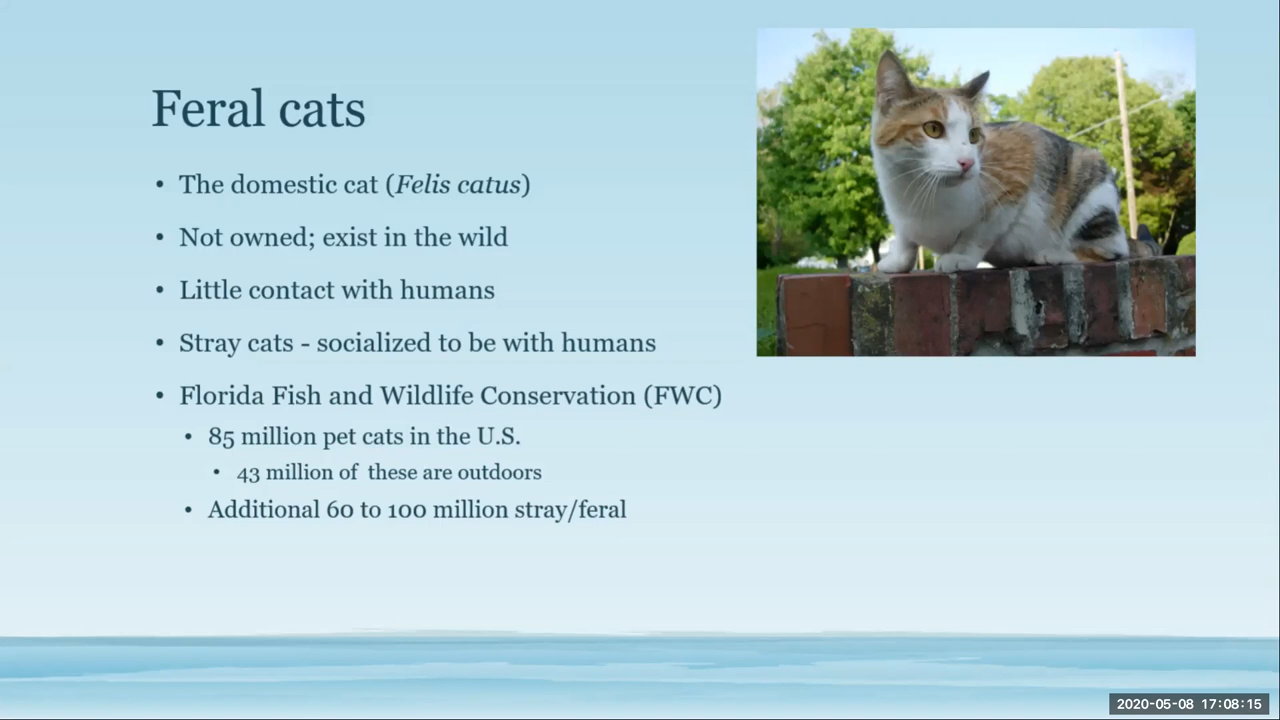 Feral cats
• The domestic cat (Felis catus)
• Not owned; exist in the wild
• Little contact with humans
• Stray cats - socialized to be with humans
• Florida Fish and Wildlife Conservation (FWC)
• 85 million pet cats in the U.S.
• 43 million of  these are outdoors
• Additional 60 to 100 million stray/feral
2020-05-08 17:08:15